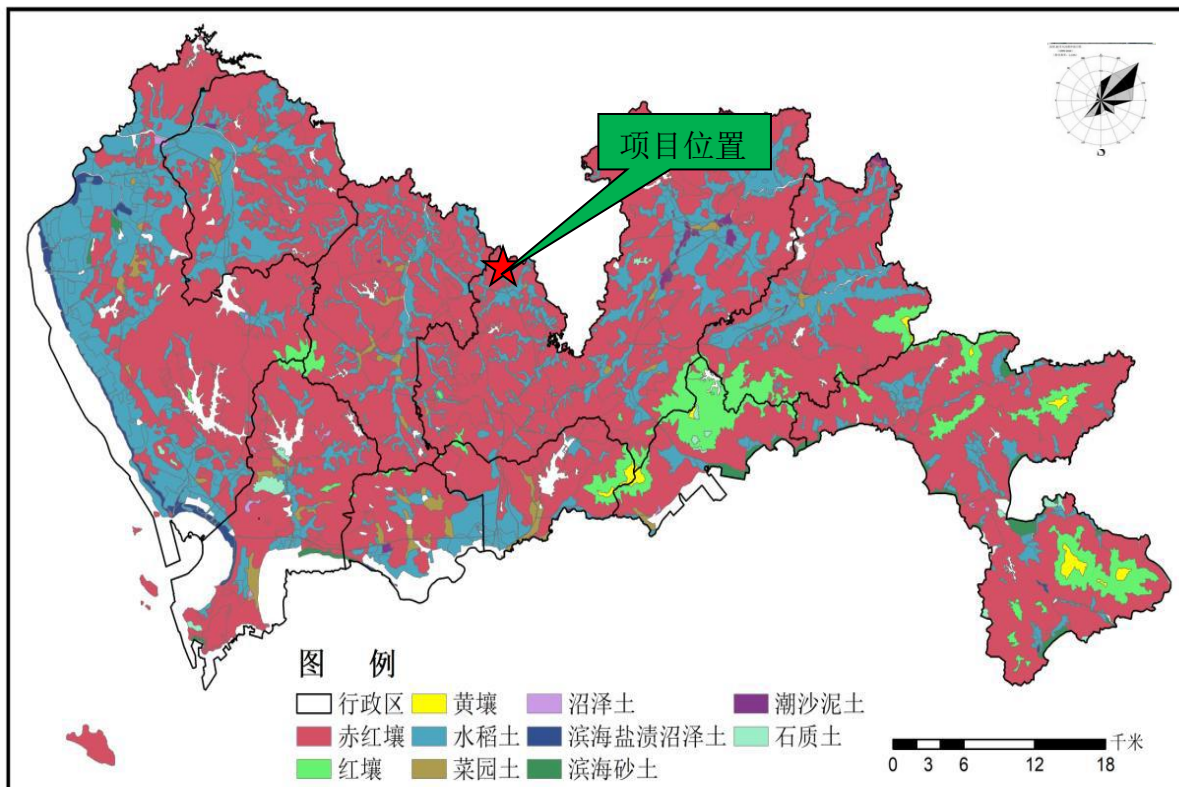 项目位置
图 例
行政区
黄壤
沼泽土
潮沙泥土
赤红壤
水稻土
滨海盐渍沼泽土
石质土
红壤
菜园土
滨海砂土
千米
0 3 6 12 18